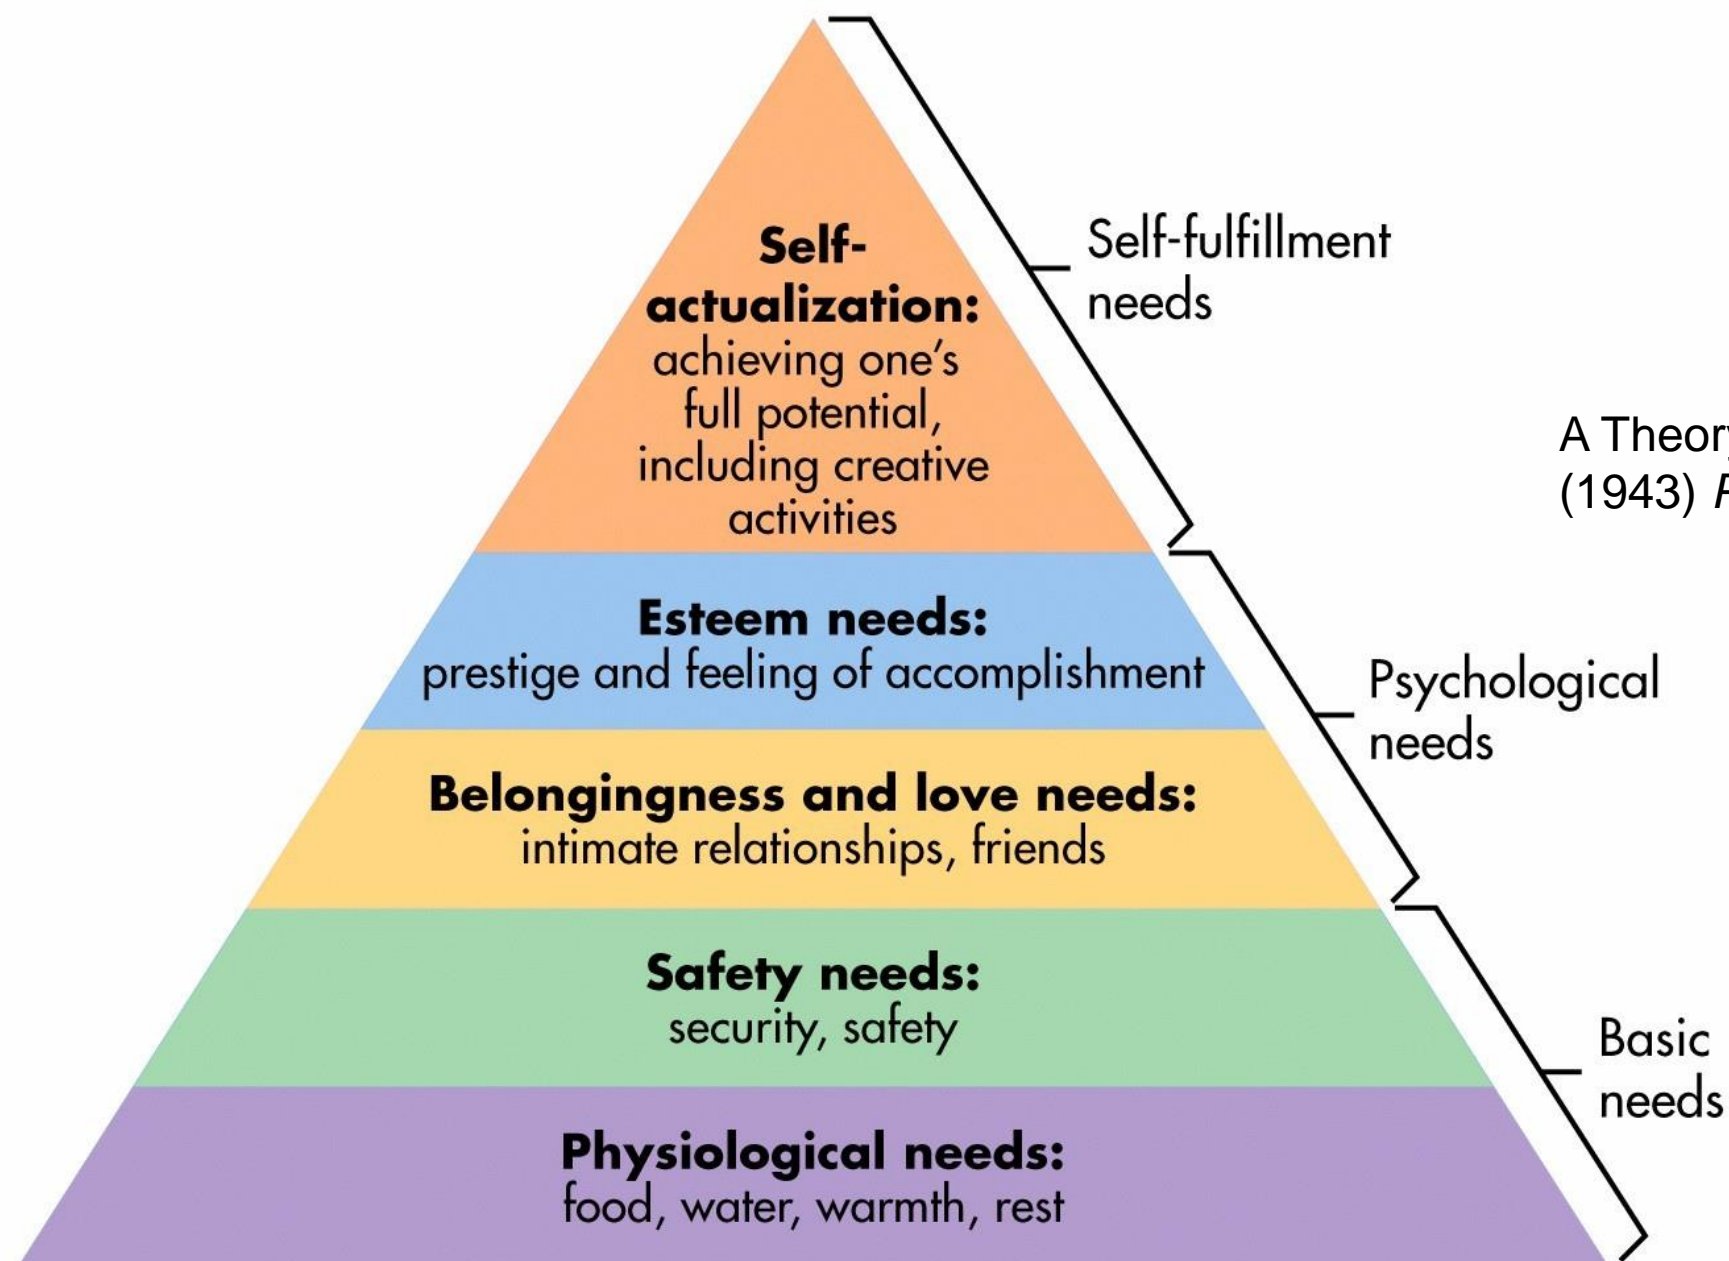 Self-
actualization:
achieving one’s
full potential,
including creative
activities
Self-fulfillment
needs
A Theory
(1943)
Esteem needs:
prestige and feeling of accomplishment
Psychological
needs
Belongingness and love needs:
intimate relationships, friends
Safety needs:
security, safety
Basic
needs
Physiological needs:
food, water, warmth, rest